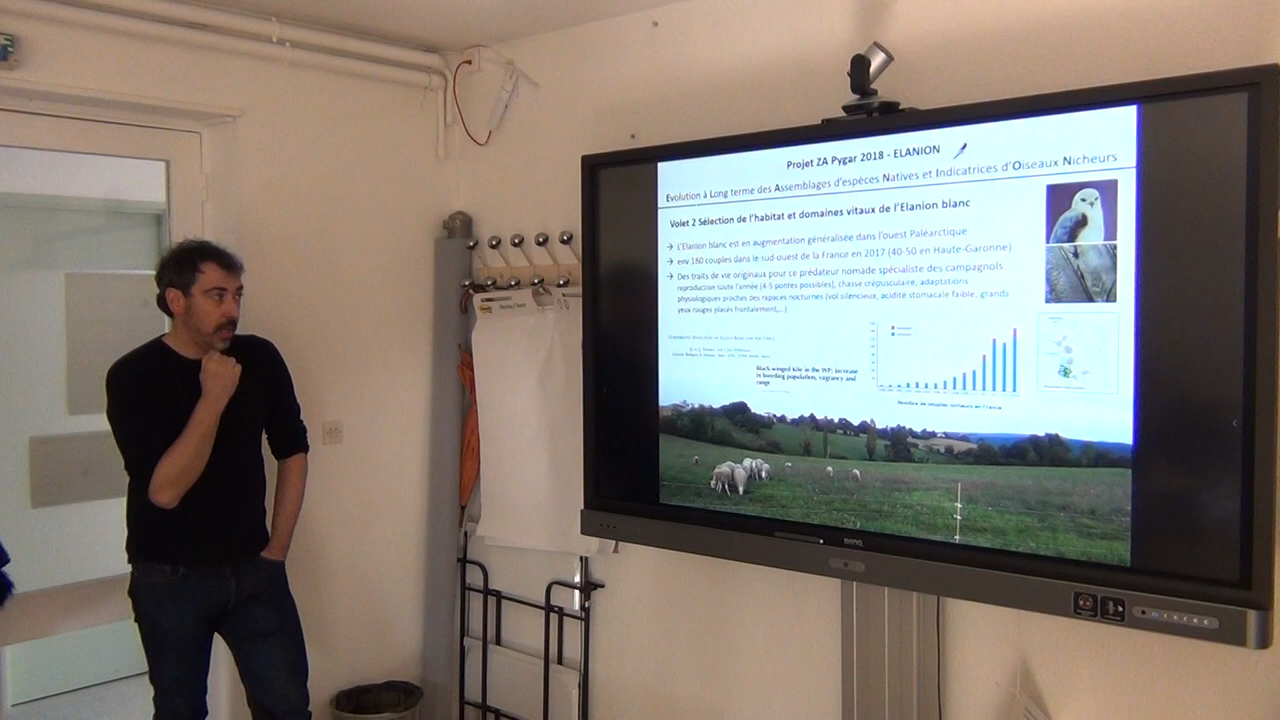 Projet ZA Pygar 2018 - ELANION
Evolution à Long terme des Assemblages d'espèces Natives et Indicatrices d'Oiseaux Nicheurs
Volet 2 Sélection de l'habitat et domaines vitaux de l'Elanion blanc
→ L'Elanion blanc est en augmentation généralisée dans l'ouest Paléarctique
→ env 180 couples dans le sud-ouest de la France en 2017 (40-50 en Haute-Garonne)
→ Des traits de vie originaux pour ce prédateur nomade spécialiste des campagnols:
reproduction toute l'année (4-5 pontes possibles), chasse crépusculaire, adaptations
physiologiques proches des rapaces nocturnes (vol silencieux, acidité stomacale faible, grands
yeux rouges placés frontalement,...)
Black-winged Kite in the WP: increase
in breeding population, vagrancy and
range
Nombre de couples nicheurs en France
BenQ